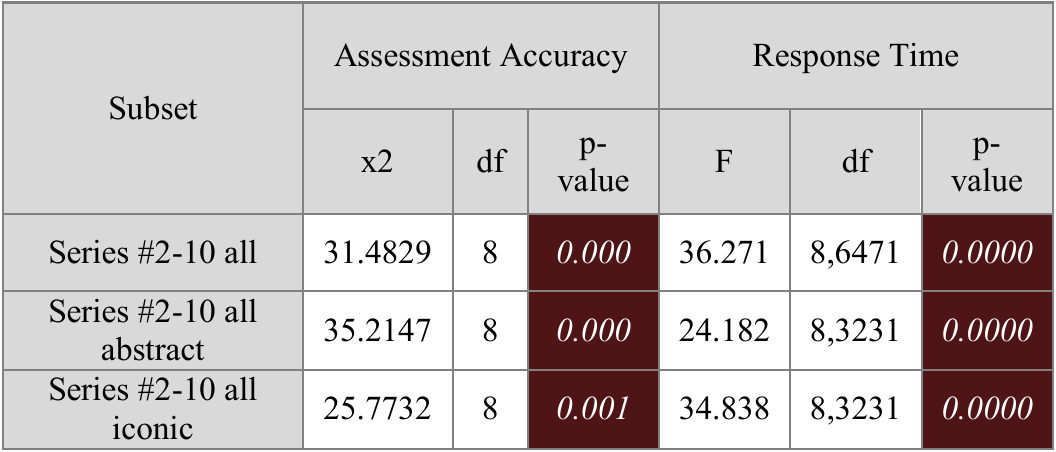 Subset Assessment Accuracy Response Time
x2 df p-value F df p-value
Series #2-10 all 31.4829 8 0.000 36.271 8,6471 0.0000
Series #2-10 all abstract 35.2147 8 0.000 24.182 8,3231 0.0000
Series #2-10 all iconic 25.7732 8 0.001 34.838 8,3231 0.0000